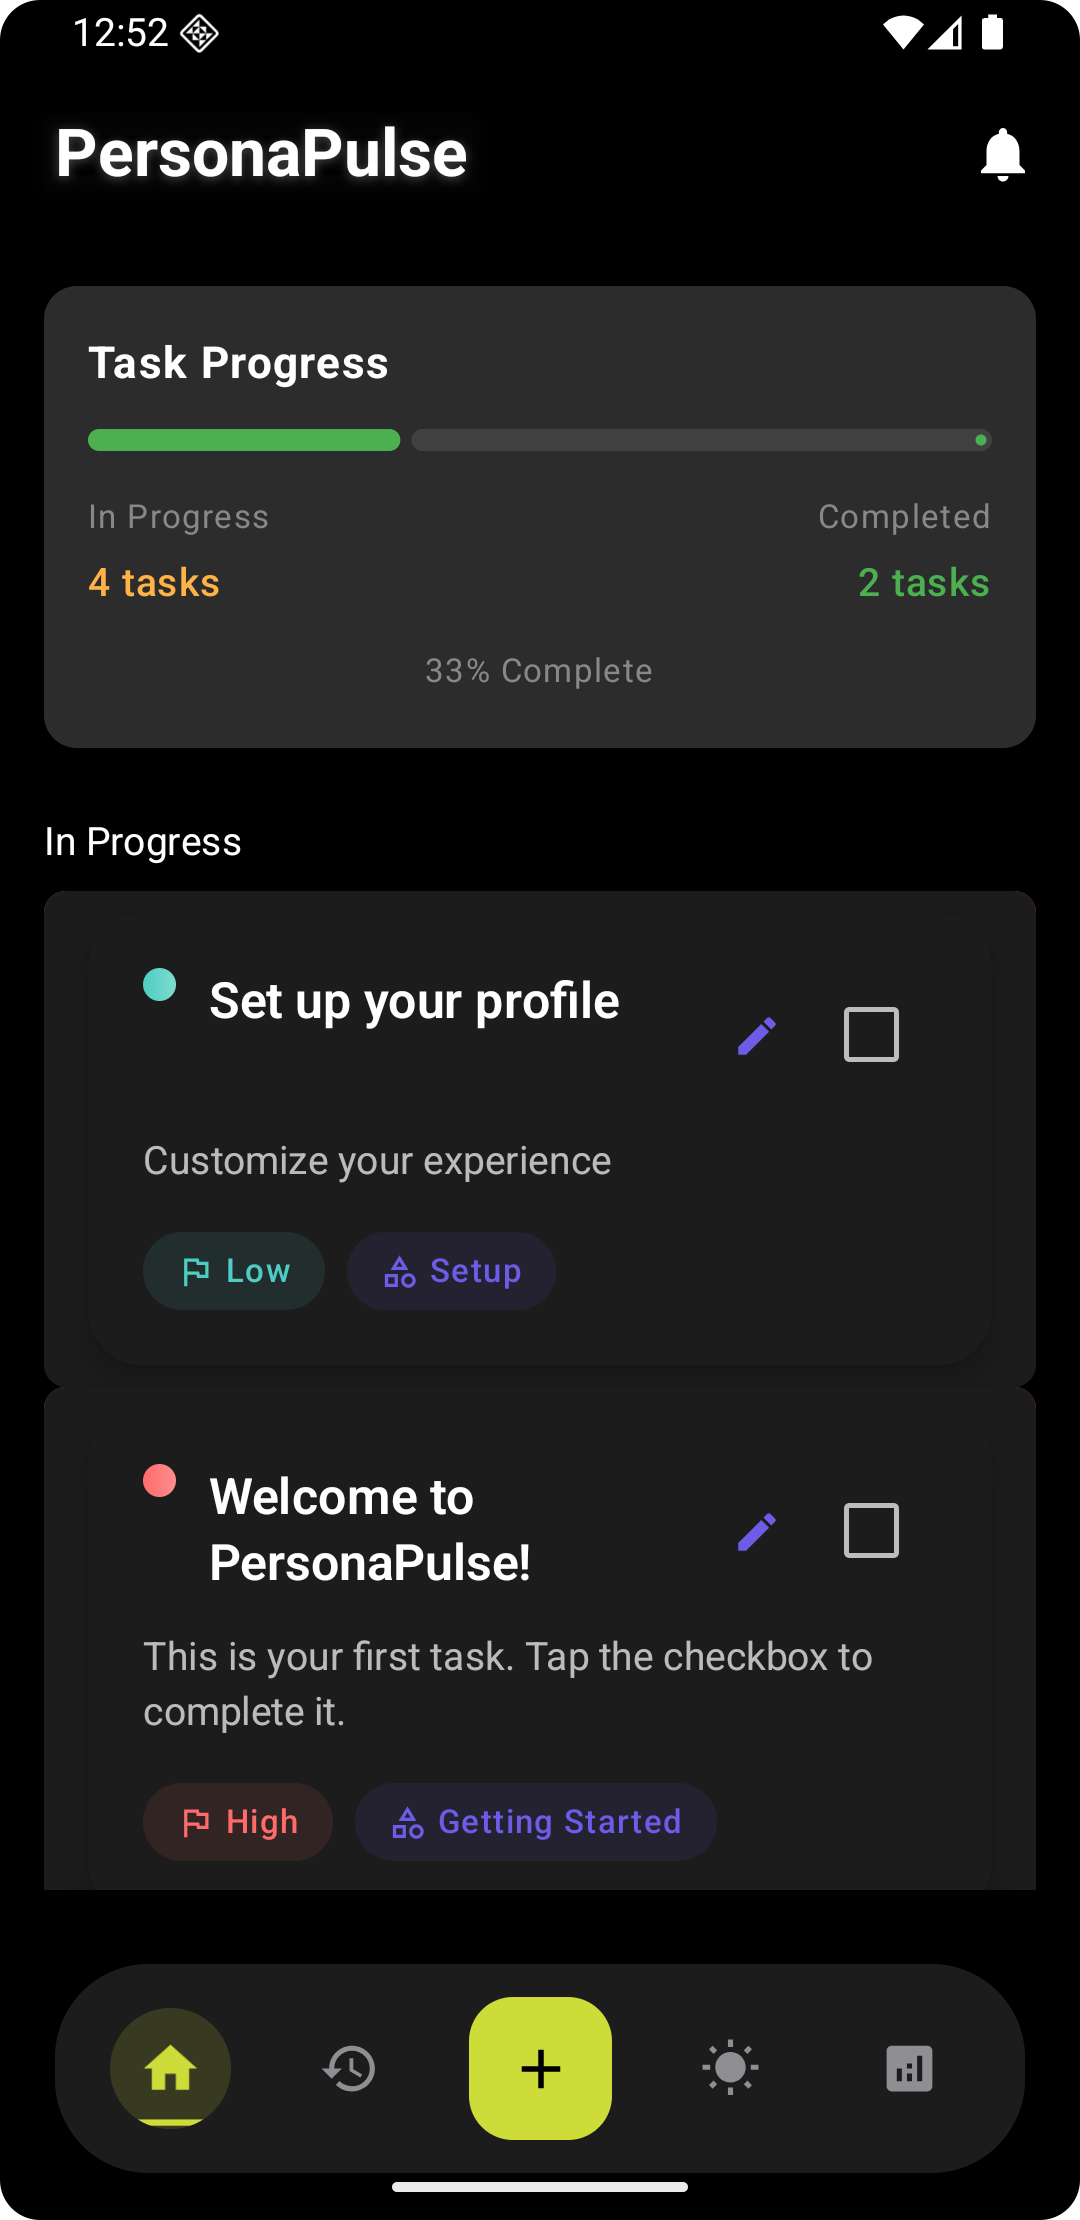 12:52
PersonaPulse
Task Progress
In Progress
Completed
4 tasks
2 tasks
33% Complete
In Progress
Set up your profile
Customize your experience
Low
Setup
Welcome to
PersonaPulse!
This is your first task. Tap the checkbox to
complete it.
High
Getting Started